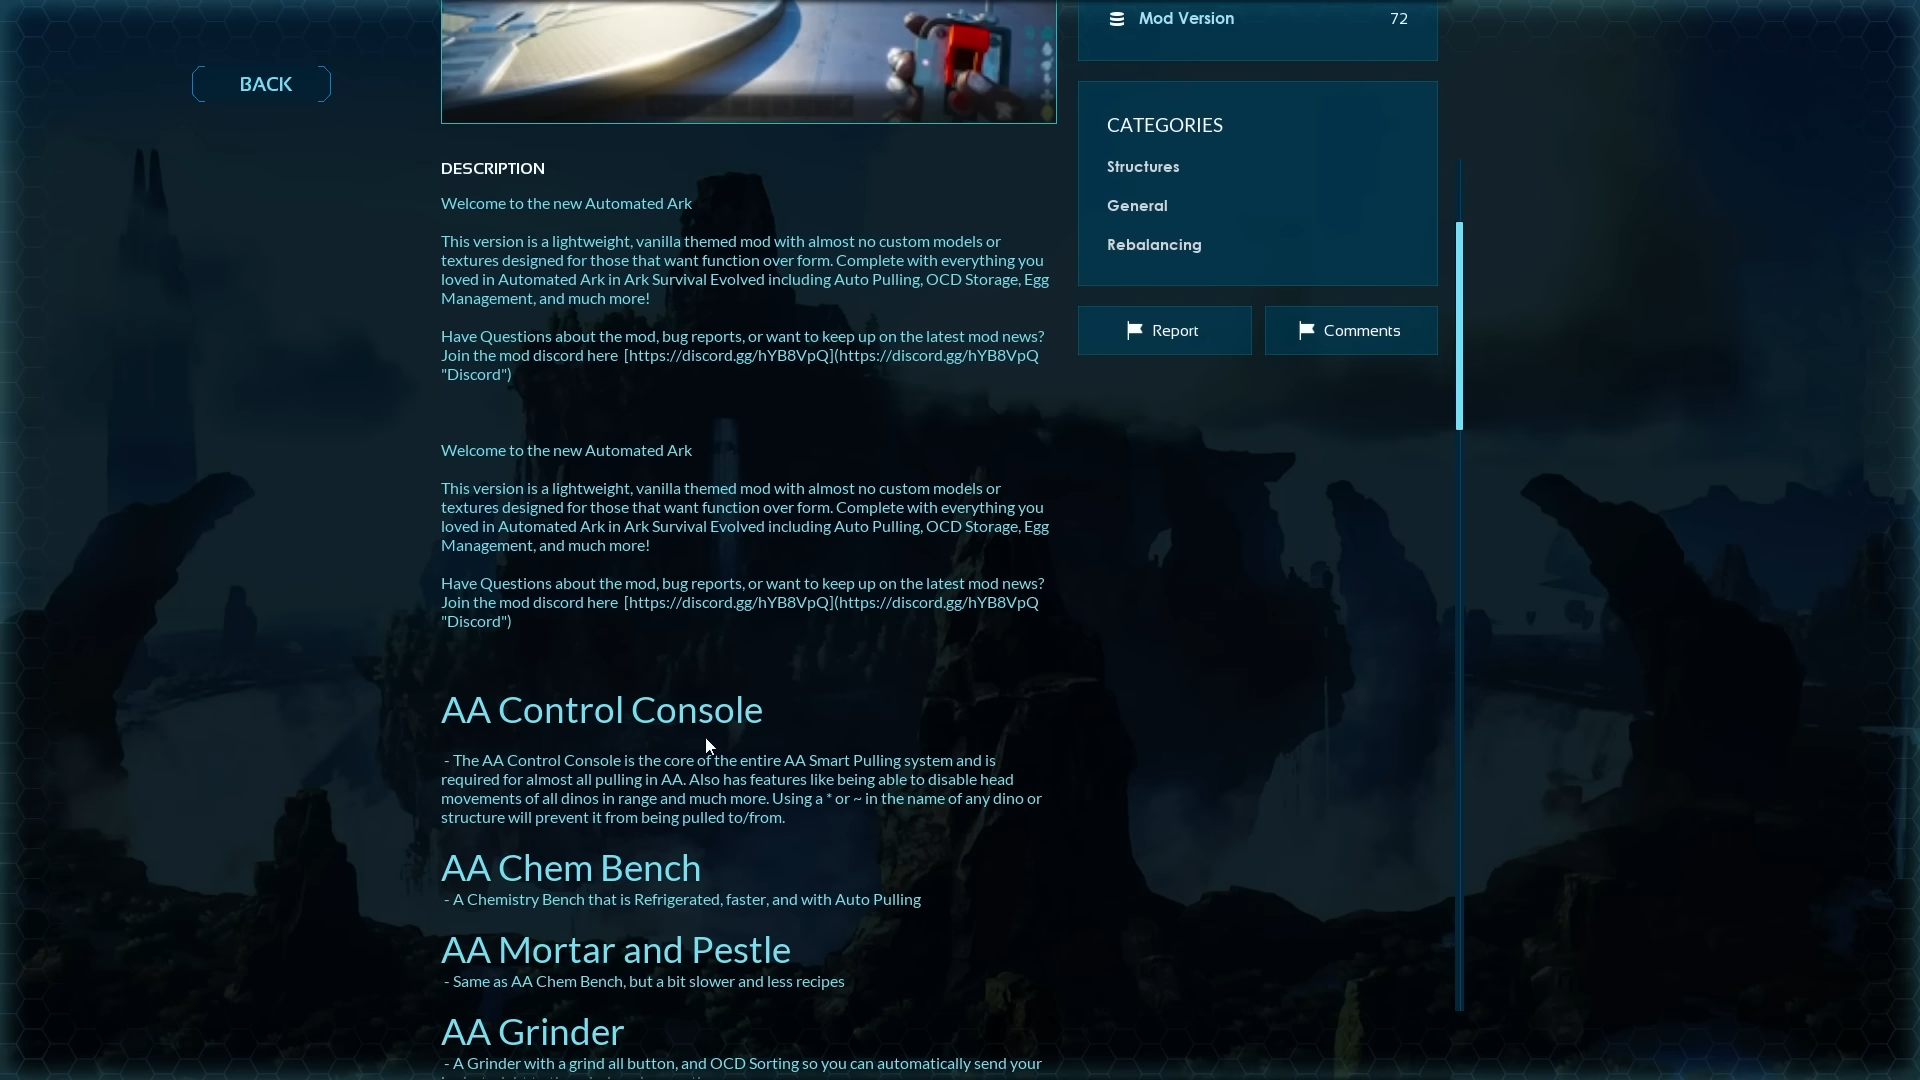 BACK
Mod Version 72
CATEGORIES
Structures
General
Rebalancing
Report
Comments
DESCRIPTION
Welcome to the new Automated Ark
This version is a lightweight, vanilla themed mod with almost no custom models or
textures designed for those that want function over form. Complete with everything you
loved in Automated Ark in Ark Survival Evolved including Auto Pulling, OCD Storage, Egg
Management, and much more!
Have Questions about the mod, bug reports, or want to keep up on the latest mod news?
Join the mod discord here  [https://discord.gg/hYB8VpQ](https://discord.gg/hYB8VpQ
"Discord")
Welcome to the new Automated Ark
This version is a lightweight, vanilla themed mod with almost no custom models or
textures designed for those that want function over form. Complete with everything you
loved in Automated Ark in Ark Survival Evolved including Auto Pulling, OCD Storage, Egg
Management, and much more!
Have Questions about the mod, bug reports, or want to keep up on the latest mod news?
Join the mod discord here  [https://discord.gg/hYB8VpQ](https://discord.gg/hYB8VpQ
"Discord")
AA Control Console
- The AA Control Console is the core of the entire AA Smart Pulling system and is
required for almost all pulling in AA. Also has features like being able to disable head
movements of all dinos in range and much more. Using a * or ~ in the name of any dino or
structure will prevent it from being pulled to/from.
AA Chem Bench
- A Chemistry Bench that is Refrigerated, faster, and with Auto Pulling
AA Mortar and Pestle
- Same as AA Chem Bench, but a bit slower and less recipes
AA Grinder
- A Grinder with a grind all button, and OCD Sorting so you can automatically send your